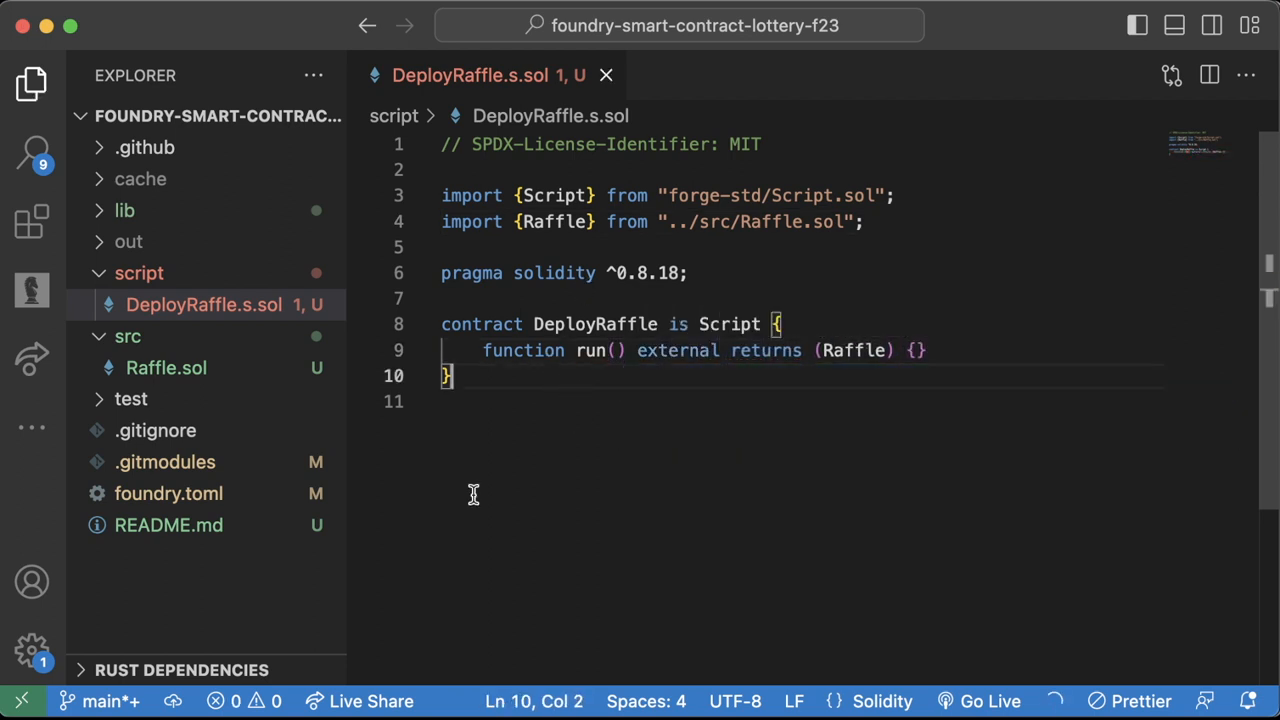 foundry-smart-contract-lottery-f23
EXPLORER
DeployRaffle.s.sol 1, U
FOUNDRY-SMART-CONTRAC...
script > DeployRaffle.s.sol
.github
cache
lib
out
script
DeployRaffle.s.sol 1, U
src
Raffle.sol U
test
.gitignore
.gitmodules M
foundry.toml M
README.md U
RUST DEPENDENCIES
9
1
1 // SPDX-License-Identifier: MIT
2
3 import {Script} from "forge-std/Script.sol";
4 import {Raffle} from "../src/Raffle.sol";
5
6 pragma solidity ^0.8.18;
7
8 contract DeployRaffle is Script {
9 function run() external returns (Raffle) {}
10 }
11
main*+ 0 0 Live Share Ln 10, Col 2 Spaces: 4 UTF-8 LF {} Solidity Go Live Prettier